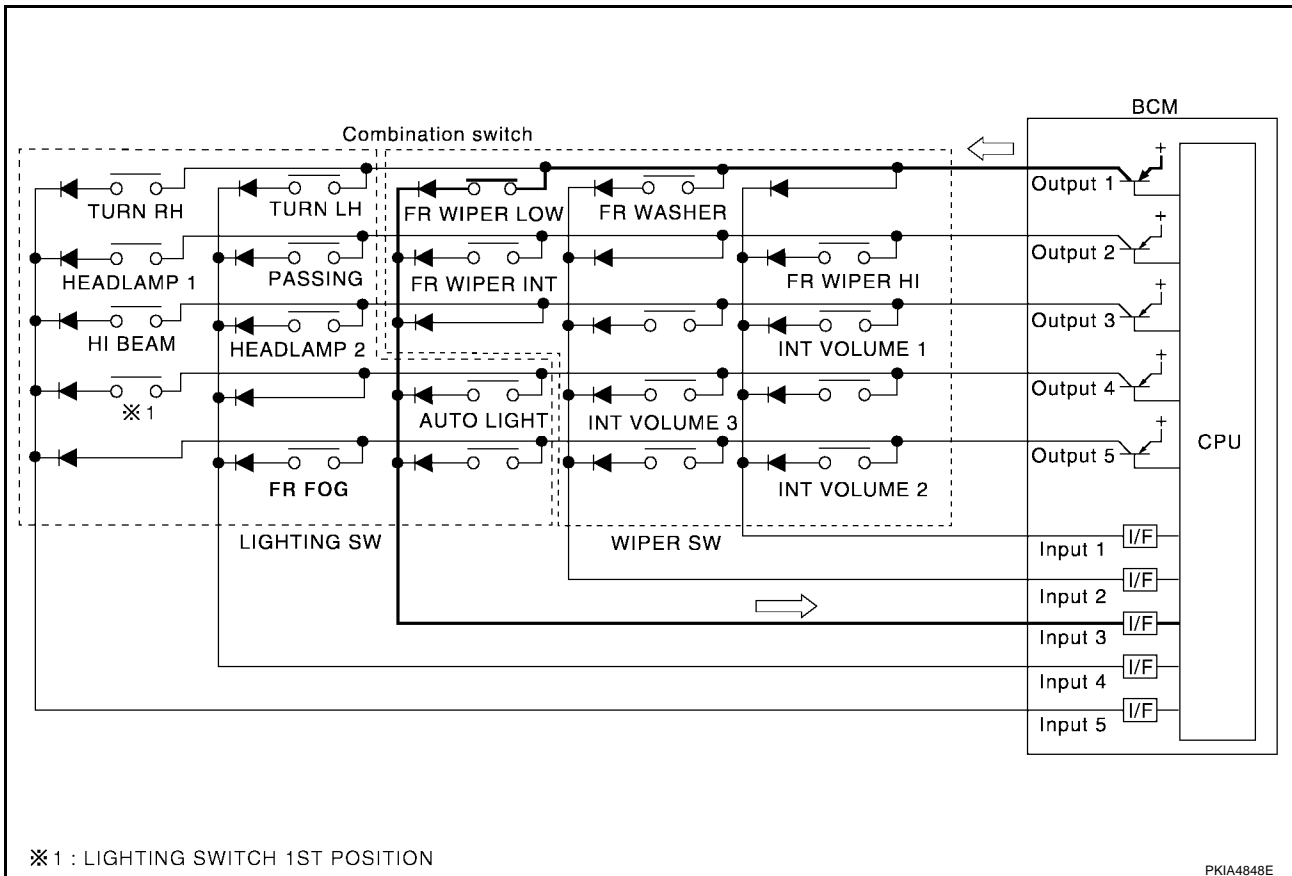 BCM
Combination switch
Output 1
TURN RH
TURN LH
FR WIPER LOW
FR WASHER
Output 2
HEADLAMP 1
PASSING
FR WIPER INT
FR WIPER HI
Output 3
HI BEAM
HEADLAMP 2
INT VOLUME 1
Output 4
※1
AUTO LIGHT
INT VOLUME 3
CPU
Output 5
FR FOG
INT VOLUME 2
LIGHTING SW
WIPER SW
Input 1
I/F
Input 2
I/F
Input 3
I/F
Input 4
I/F
Input 5
I/F
+
+
+
+
+
※1 : LIGHTING SWITCH 1ST POSITION
PKIA4848E